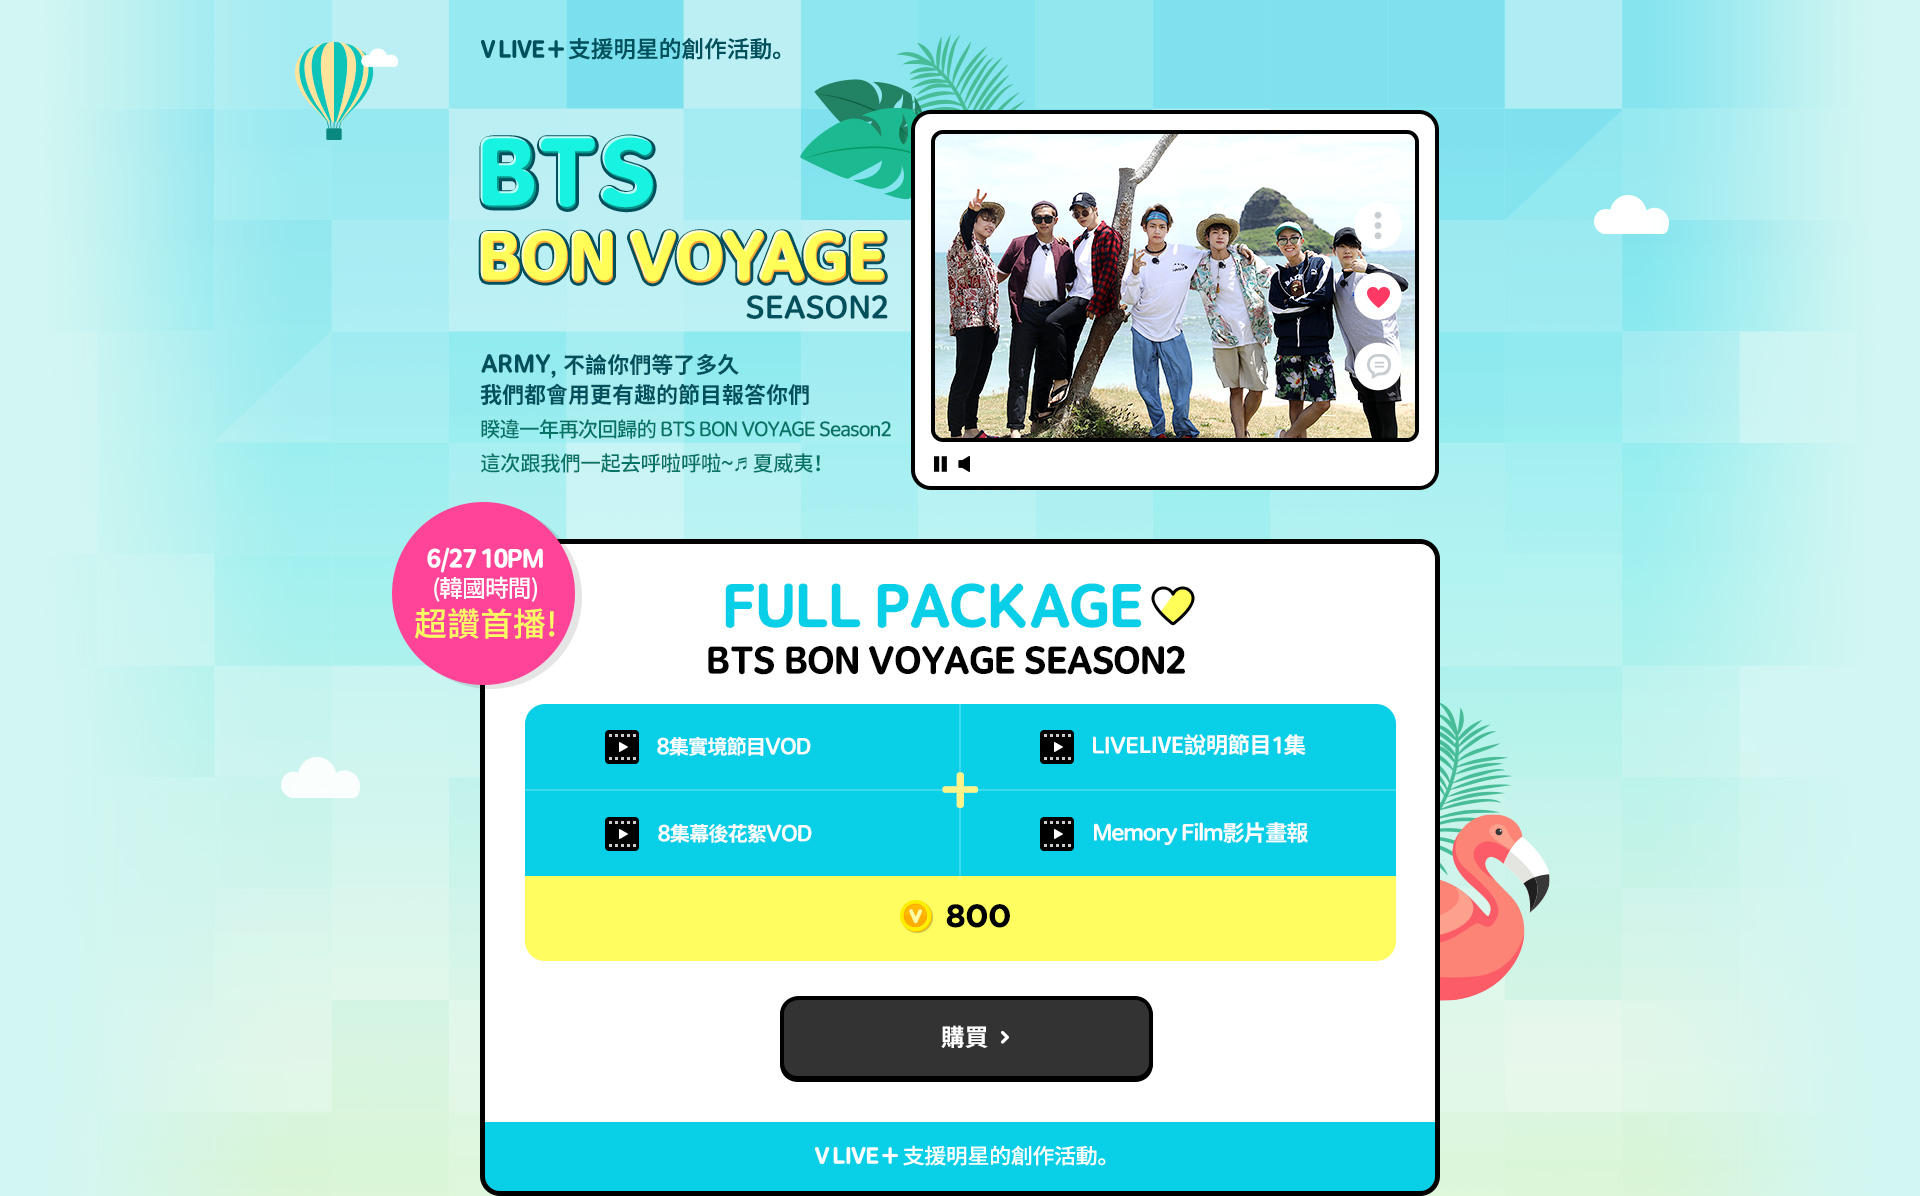 V LIVE+ 支援明星的創作活動。
BTS
BON VOYAGE
SEASON2
ARMY, 不論你們等了多久
我們都會用更有趣的節目報答你們
睽違一年再次回歸的 BTS BON VOYAGE Season2
這次跟我們一起去呼啦呼啦~♬ 夏威夷!
6/27 10PM
(韓國時間)
超讚首播!
FULL PACKAGE
BTS BON VOYAGE SEASON2
8集實境節目VOD
LIVELIVE說明節目1集
8集幕後花絮VOD
Memory Film影片畫報
V 800
購買 ›
V LIVE+ 支援明星的創作活動。